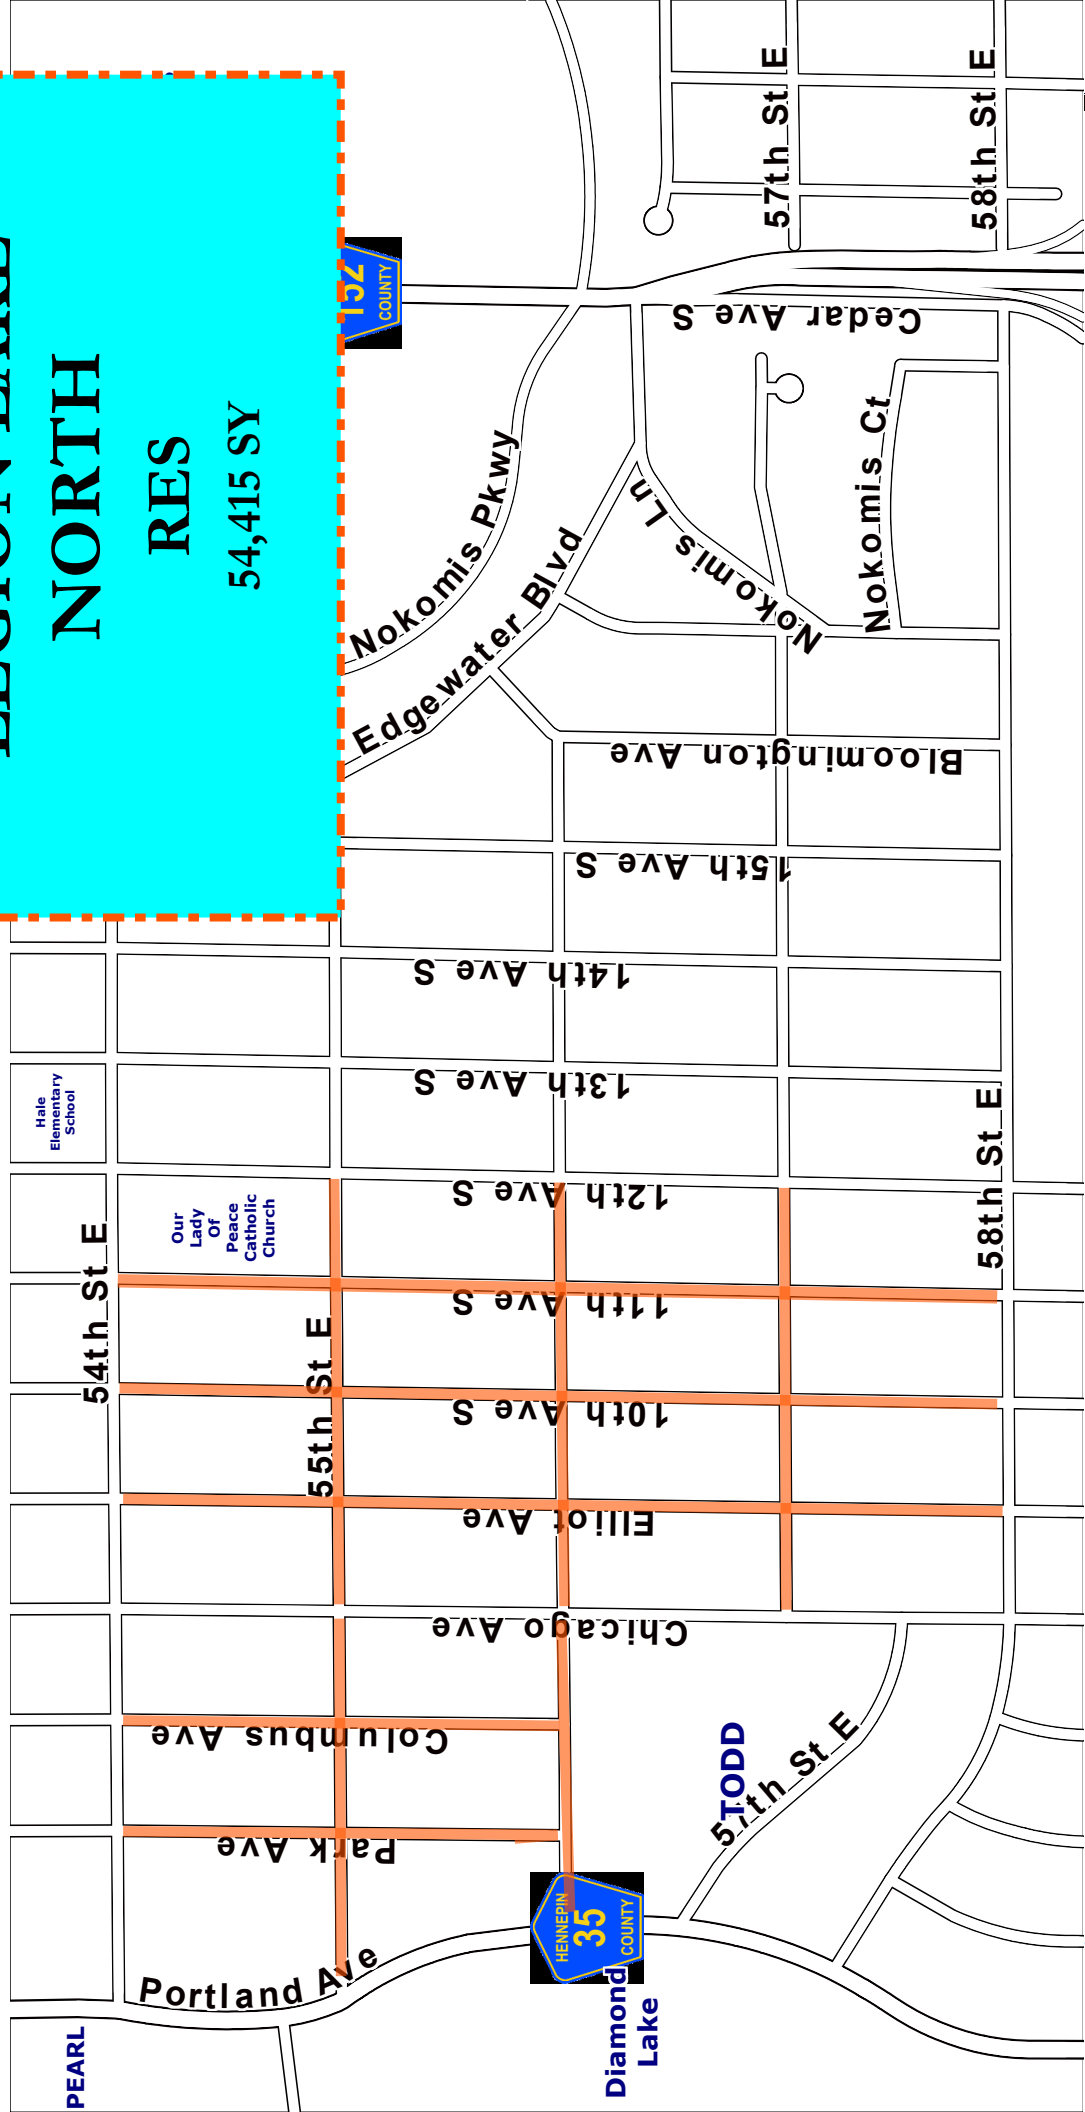 57th St E
58th St E
NORTH
RES
54,415 SY
152
COUNTY
Cedar Ave S
Nokomis Pkwy
Nokomis Ct
Nokomis Ln
Edgewater Blvd
Bloomington Ave
15th Ave S
14th Ave S
13th Ave S
Hale
Elementary
School
12th Ave S
58th St E
Our
Lady
Of
Peace
Catholic
Church
54th St E
11th Ave S
55th St E
10th Ave S
Elliot Ave
Chicago Ave
Columbus Ave
57th St E
TODD
Park Ave
HENNEPIN
35
COUNTY
Portland Ave
Diamond
Lake
PEARL